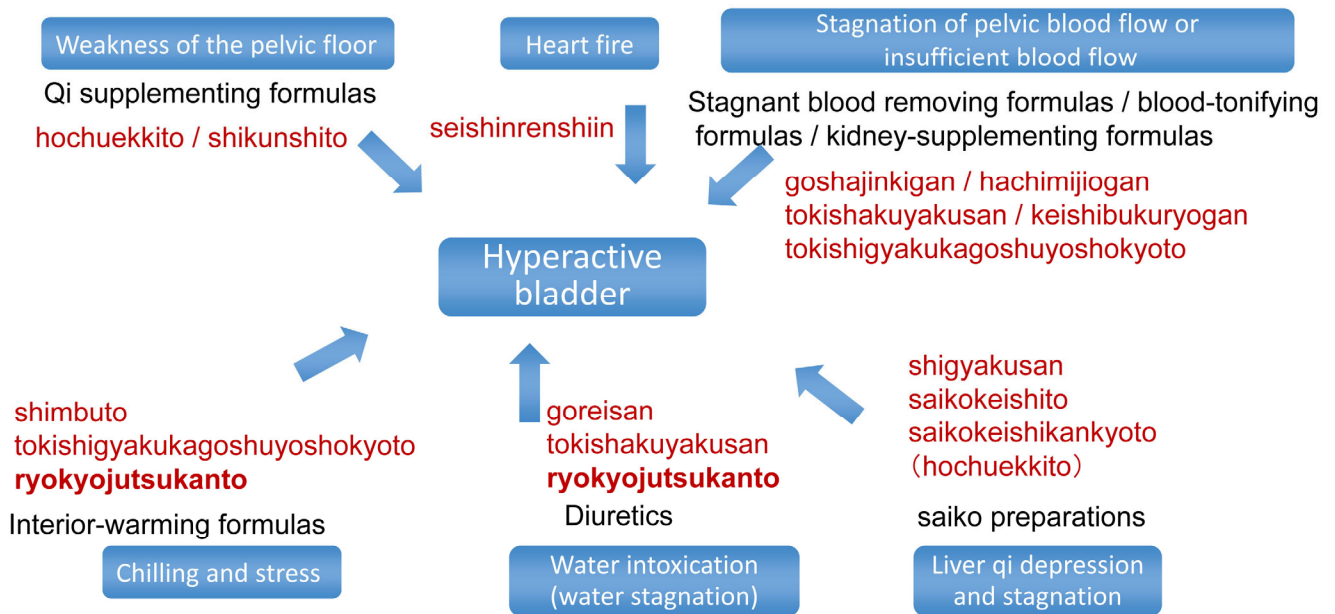 Weakness of the pelvic floor
Qi supplementing formulas
hochuekkito / shikunshito
Heart fire
seishinrenshiin
Stagnation of pelvic blood flow or
insufficient blood flow
Stagnant blood removing formulas / blood-tonifying
formulas / kidney-supplementing formulas
goshajinkigan / hachimijiogan
tokishakuyakusan / keishibukuryogan
tokishigyakukagoshuyoshokyoto
Hyperactive
bladder
shimbuto
tokishigyakukagoshuyoshokyoto
ryokyojutsukanto
Interior-warming formulas
Chilling and stress
goreisan
tokishakuyakusan
ryokyojutsukanto
Diuretics
Water intoxication
(water stagnation)
shigyakusan
saikokeishito
saikokeishikankyoto
（hochuekkito）
saiko preparations
Liver qi depression
and stagnation